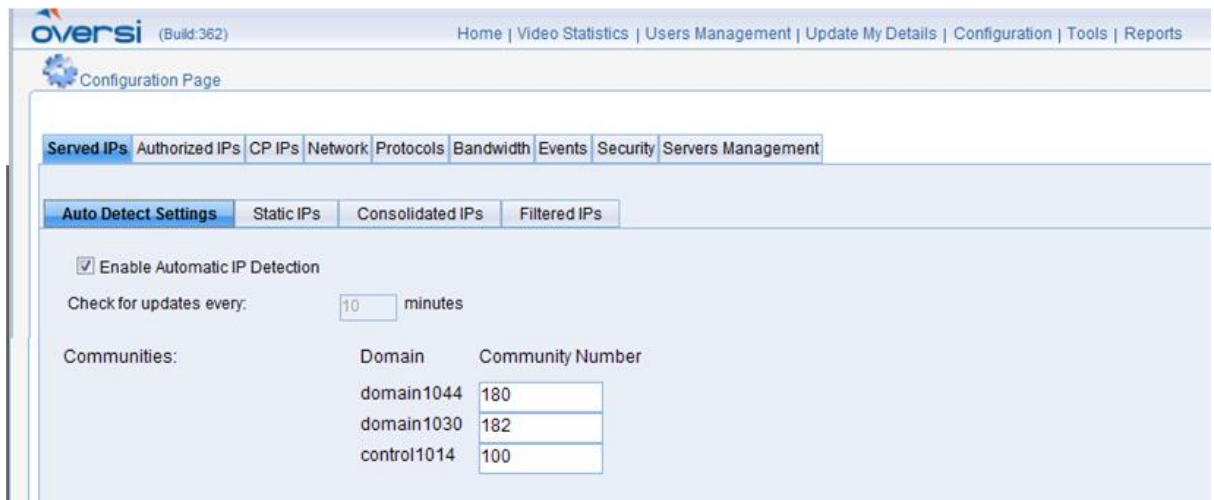 oversi (Build:362) Home | Video Statistics | Users Management | Update My Details | Configuration | Tools | Reports
Configuration Page
Served IPs Authorized IPs CP IPs Network Protocols Bandwidth Events Security Servers Management
Auto Detect Settings Static IPs Consolidated IPs Filtered IPs
Enable Automatic IP Detection
Check for updates every: 10 minutes
Communities: Domain Community Number
domain1044 180
domain1030 182
control1014 100